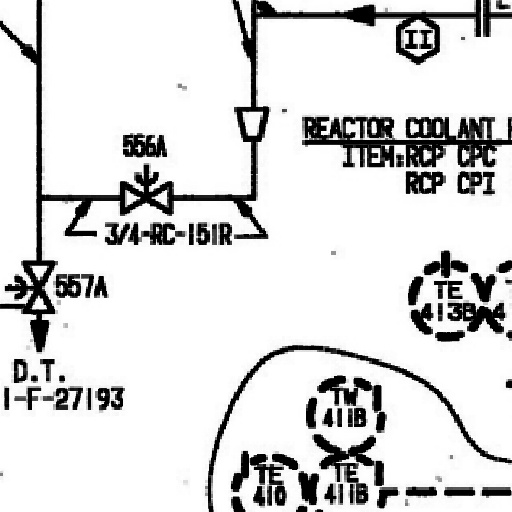 II
REACTOR COOLANT
ITEM:RCP CPC
RCP CPI
556A
3/4-RC-151R
557A
TE
413B
D.T.
1-F-27193
TW
411B
TE
410
TE
411B